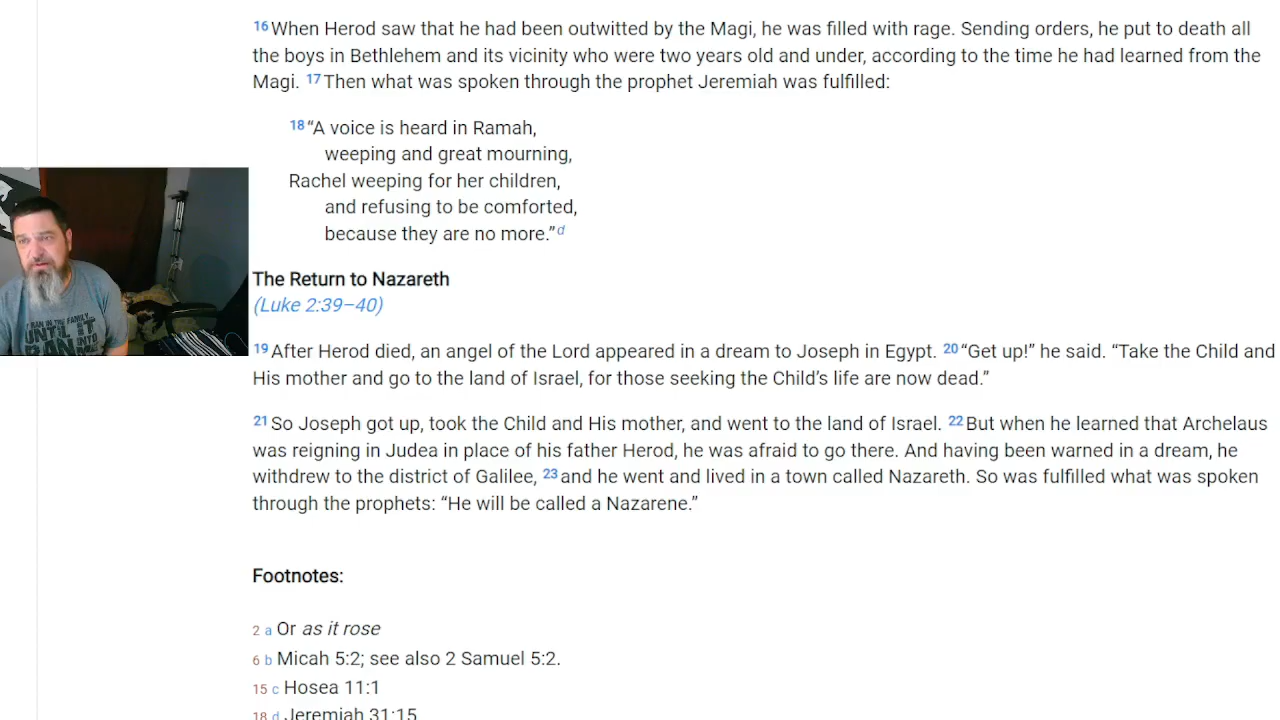 16 When Herod saw that he had been outwitted by the Magi, he was filled with rage. Sending orders, he put to death all
the boys in Bethlehem and its vicinity who were two years old and under, according to the time he had learned from the
Magi. 17 Then what was spoken through the prophet Jeremiah was fulfilled:
18 “A voice is heard in Ramah,
weeping and great mourning,
Rachel weeping for her children,
and refusing to be comforted,
because they are no more.” d
The Return to Nazareth
(Luke 2:39–40)
19 After Herod died, an angel of the Lord appeared in a dream to Joseph in Egypt. 20 “Get up!” he said. “Take the Child and
His mother and go to the land of Israel, for those seeking the Child’s life are now dead.”
21 So Joseph got up, took the Child and His mother, and went to the land of Israel. 22 But when he learned that Archelaus
was reigning in Judea in place of his father Herod, he was afraid to go there. And having been warned in a dream, he
withdrew to the district of Galilee, 23 and he went and lived in a town called Nazareth. So was fulfilled what was spoken
through the prophets: “He will be called a Nazarene.”
Footnotes:
2 a Or as it rose
6 b Micah 5:2; see also 2 Samuel 5:2.
15 c Hosea 11:1
18 d Jeremiah 31:15
RAN IN THE FAMILY...
UNTIL IT
RAN INTO